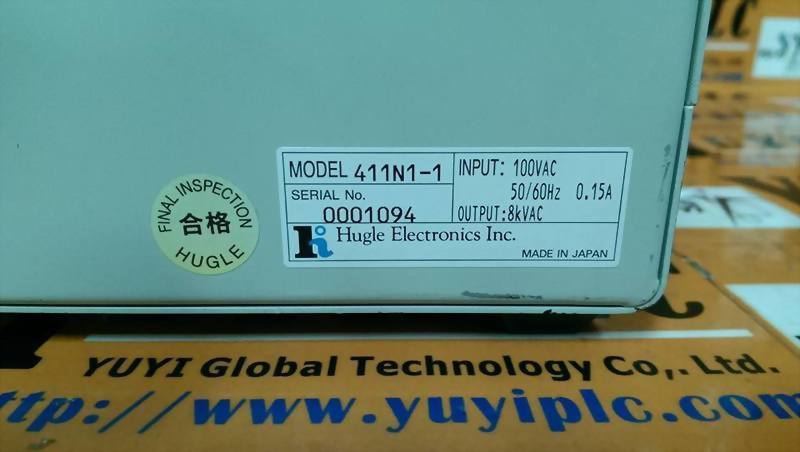 FINAL INSPECTION
合格
HUGLE
MODEL 411N1-1
SERIAL No.
0001094
INPUT: 100VAC
50/60Hz 0.15A
OUTPUT:8kVAC
Hugle Electronics Inc.
MADE IN JAPAN
YUYI Global Technology Co,. Ltd.
http://www.yuyiplc.com